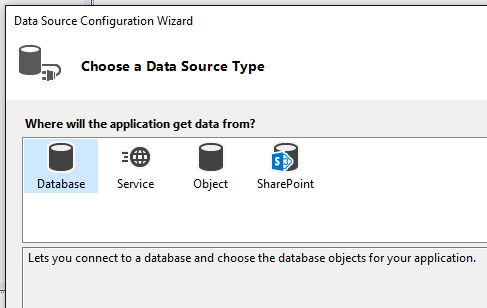 Data Source Configuration Wizard
Choose a Data Source Type
Where will the application get data from?
Database Service Object SharePoint
Lets you connect to a database and choose the database objects for your application.